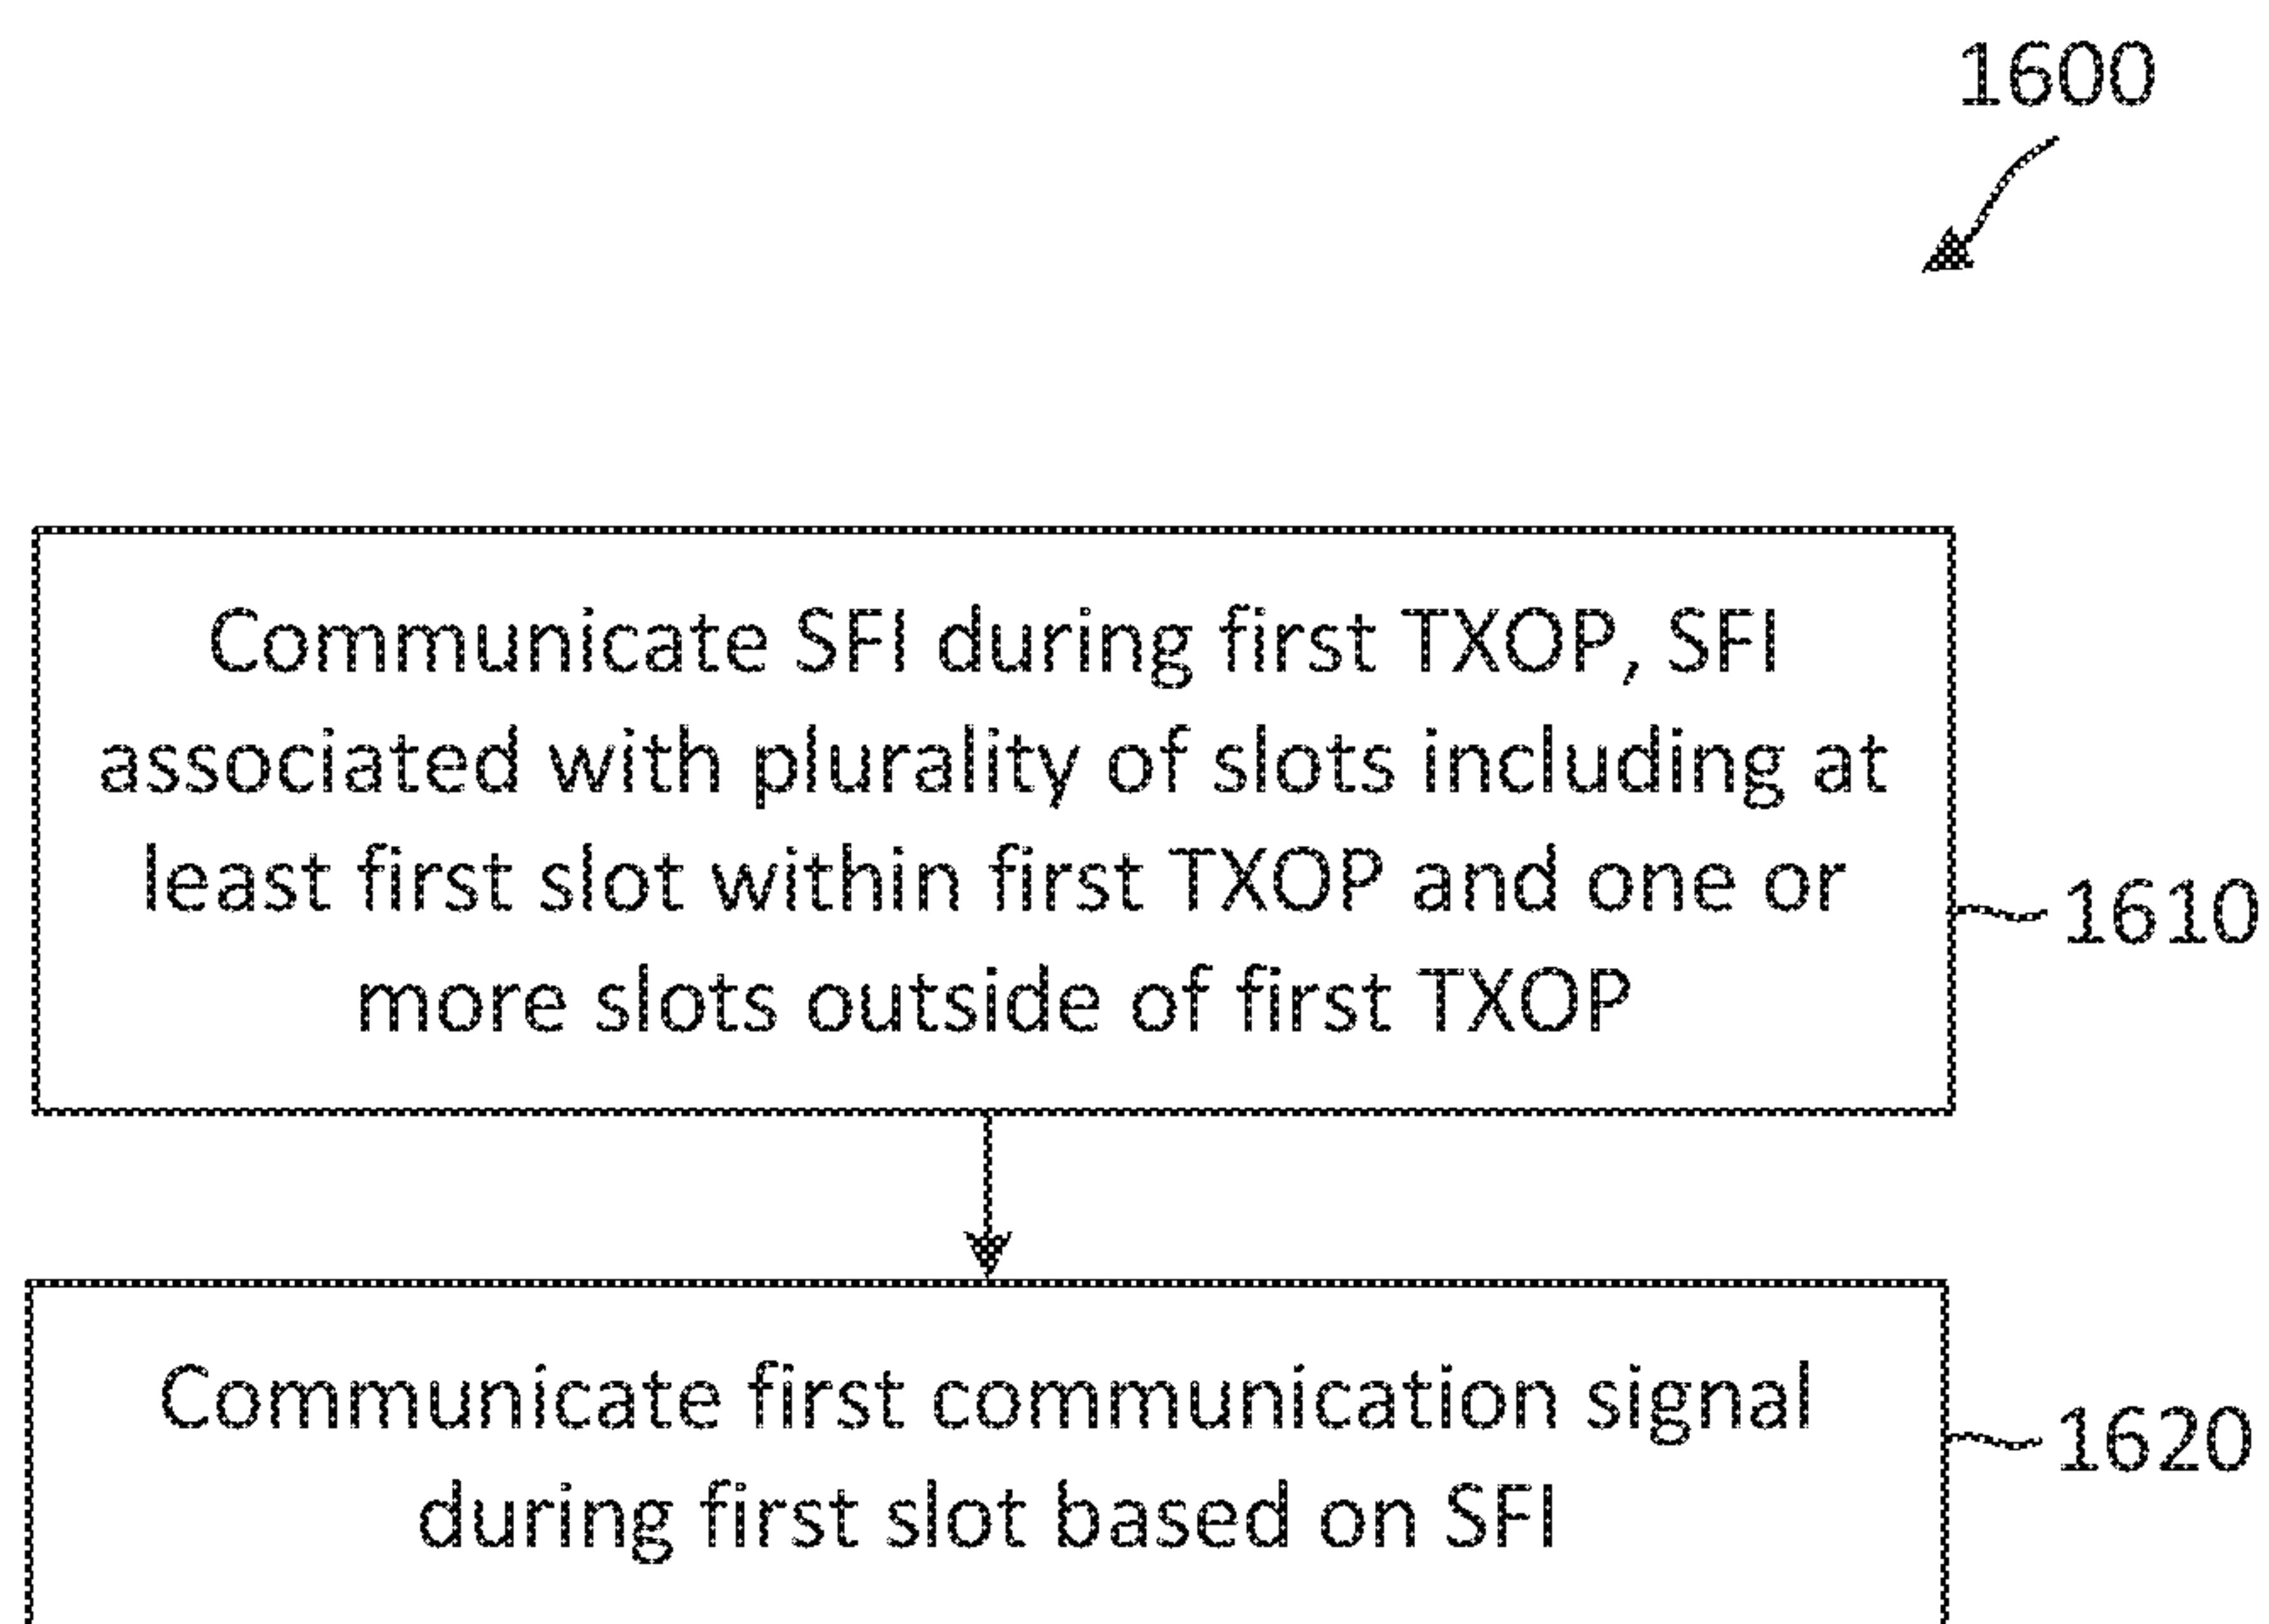 1600
Communicate SFI during first TXOP, SFI
associated with plurality of slots including at
least first slot within first TXOP and one or
more slots outside of first TXOP
1610
Communicate first communication signal
during first slot based on SFI
1620